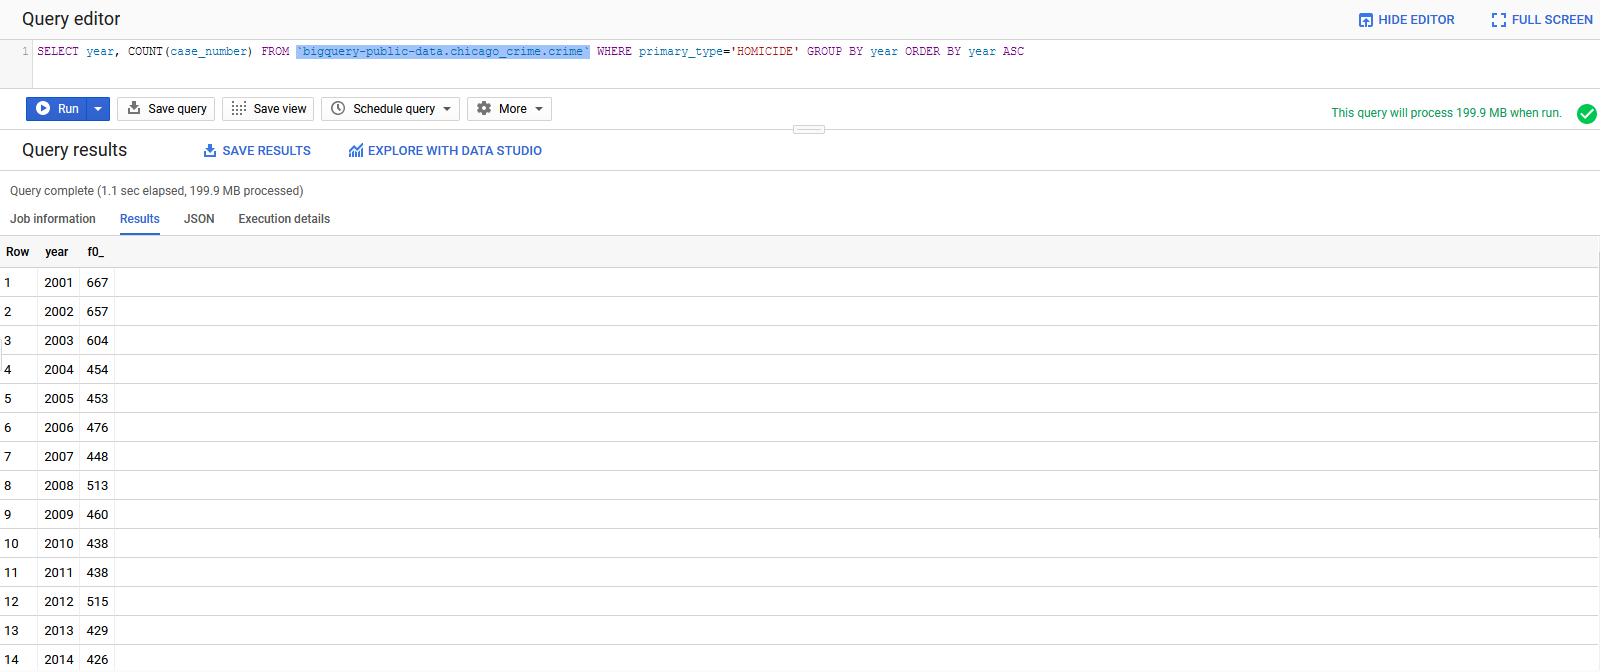 Query editor
HIDE EDITOR
FULL SCREEN
1 SELECT year, COUNT(case_number) FROM `bigquery-public-data.chicago_crime.crime` WHERE primary_type='HOMICIDE' GROUP BY year ORDER BY year ASC
Run
Save query
Save view
Schedule query
More
This query will process 199.9 MB when run.
Query results
SAVE RESULTS
EXPLORE WITH DATA STUDIO
Query complete (1.1 sec elapsed, 199.9 MB processed)
Job information
Results
JSON
Execution details
Row year f0_
1 2001 667
2 2002 657
3 2003 604
4 2004 454
5 2005 453
6 2006 476
7 2007 448
8 2008 513
9 2009 460
10 2010 438
11 2011 438
12 2012 515
13 2013 429
14 2014 426